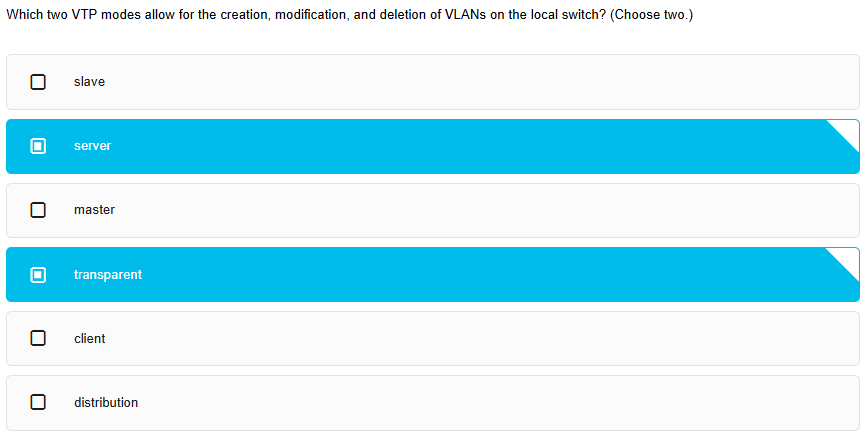 Which two VTP modes allow for the creation, modification, and deletion of VLANs on the local switch? (Choose two.)
slave
server
master
transparent
client
distribution